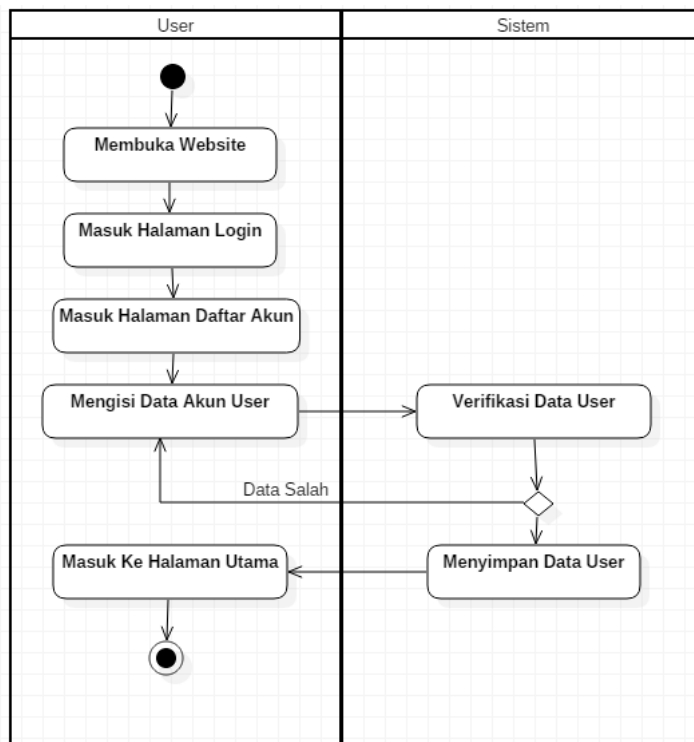 User
Sistem
Membuka Website
Masuk Halaman Login
Masuk Halaman Daftar Akun
Mengisi Data Akun User
Verifikasi Data User
Data Salah
Masuk Ke Halaman Utama
Menyimpan Data User